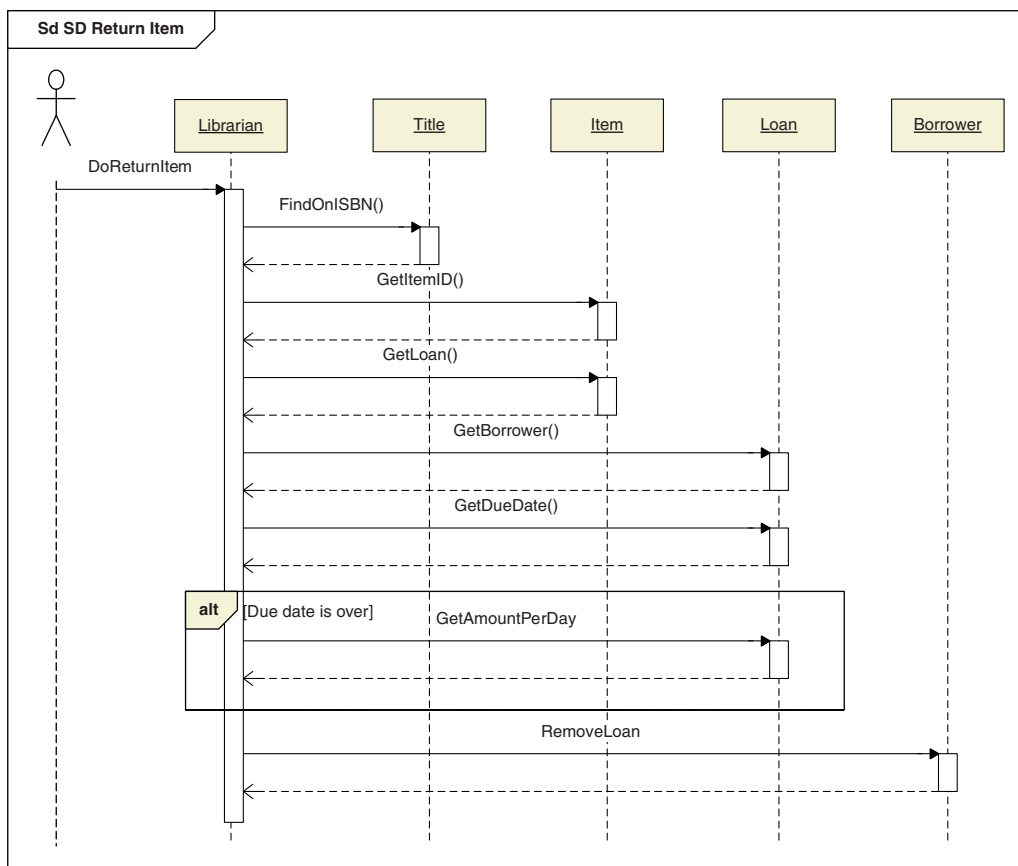 Sd SD Return Item
Librarian
Title
Item
Loan
Borrower
DoReturnItem
FindOnISBN()
GetItemID()
GetLoan()
GetBorrower()
GetDueDate()
alt
[Due date is over]
GetAmountPerDay
RemoveLoan